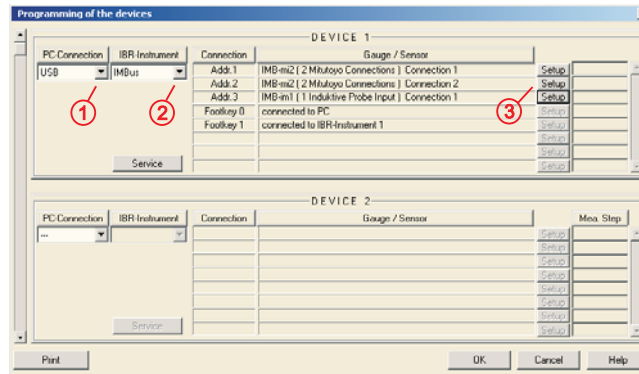 Programming of the devices
DEVICE 1
PC-Connection IBR-Instrument Connection Gauge / Sensor
USB IMBus Addr.1 IMB-mi2 ( 2 Mitutoyo Connections ) Connection 1 Setup
Addr.2 IMB-mi2 ( 2 Mitutoyo Connections ) Connection 2 Setup
Addr.3 IMB-im1 ( 1 Induktive Probe Input ) Connection 1 Setup
1 2 3
Footkey 0 connected to PC Setup
Footkey 1 connected to IBR-Instrument 1 Setup
Setup
Setup
Service Setup
DEVICE 2
PC-Connection IBR-Instrument Connection Gauge / Sensor Mea. Step
... Setup
Setup
Setup
Setup
Setup
Setup
Setup
Service Setup
Print OK Cancel Help